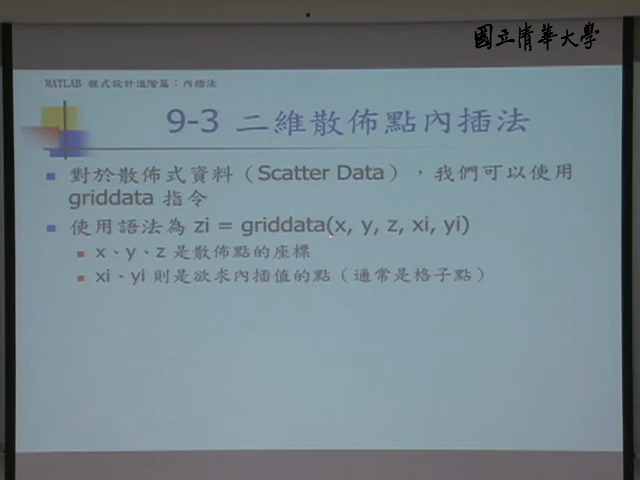 國立清華大學
MATLAB 程式設計進階篇：內插法
9-3 二維散佈點內插法
對於散佈式資料（Scatter Data），我們可以使用
griddata 指令
使用語法為 zi = griddata(x, y, z, xi, yi)
x、y、z 是散佈點的座標
xi、yi 則是欲求內插值的點（通常是格子點）